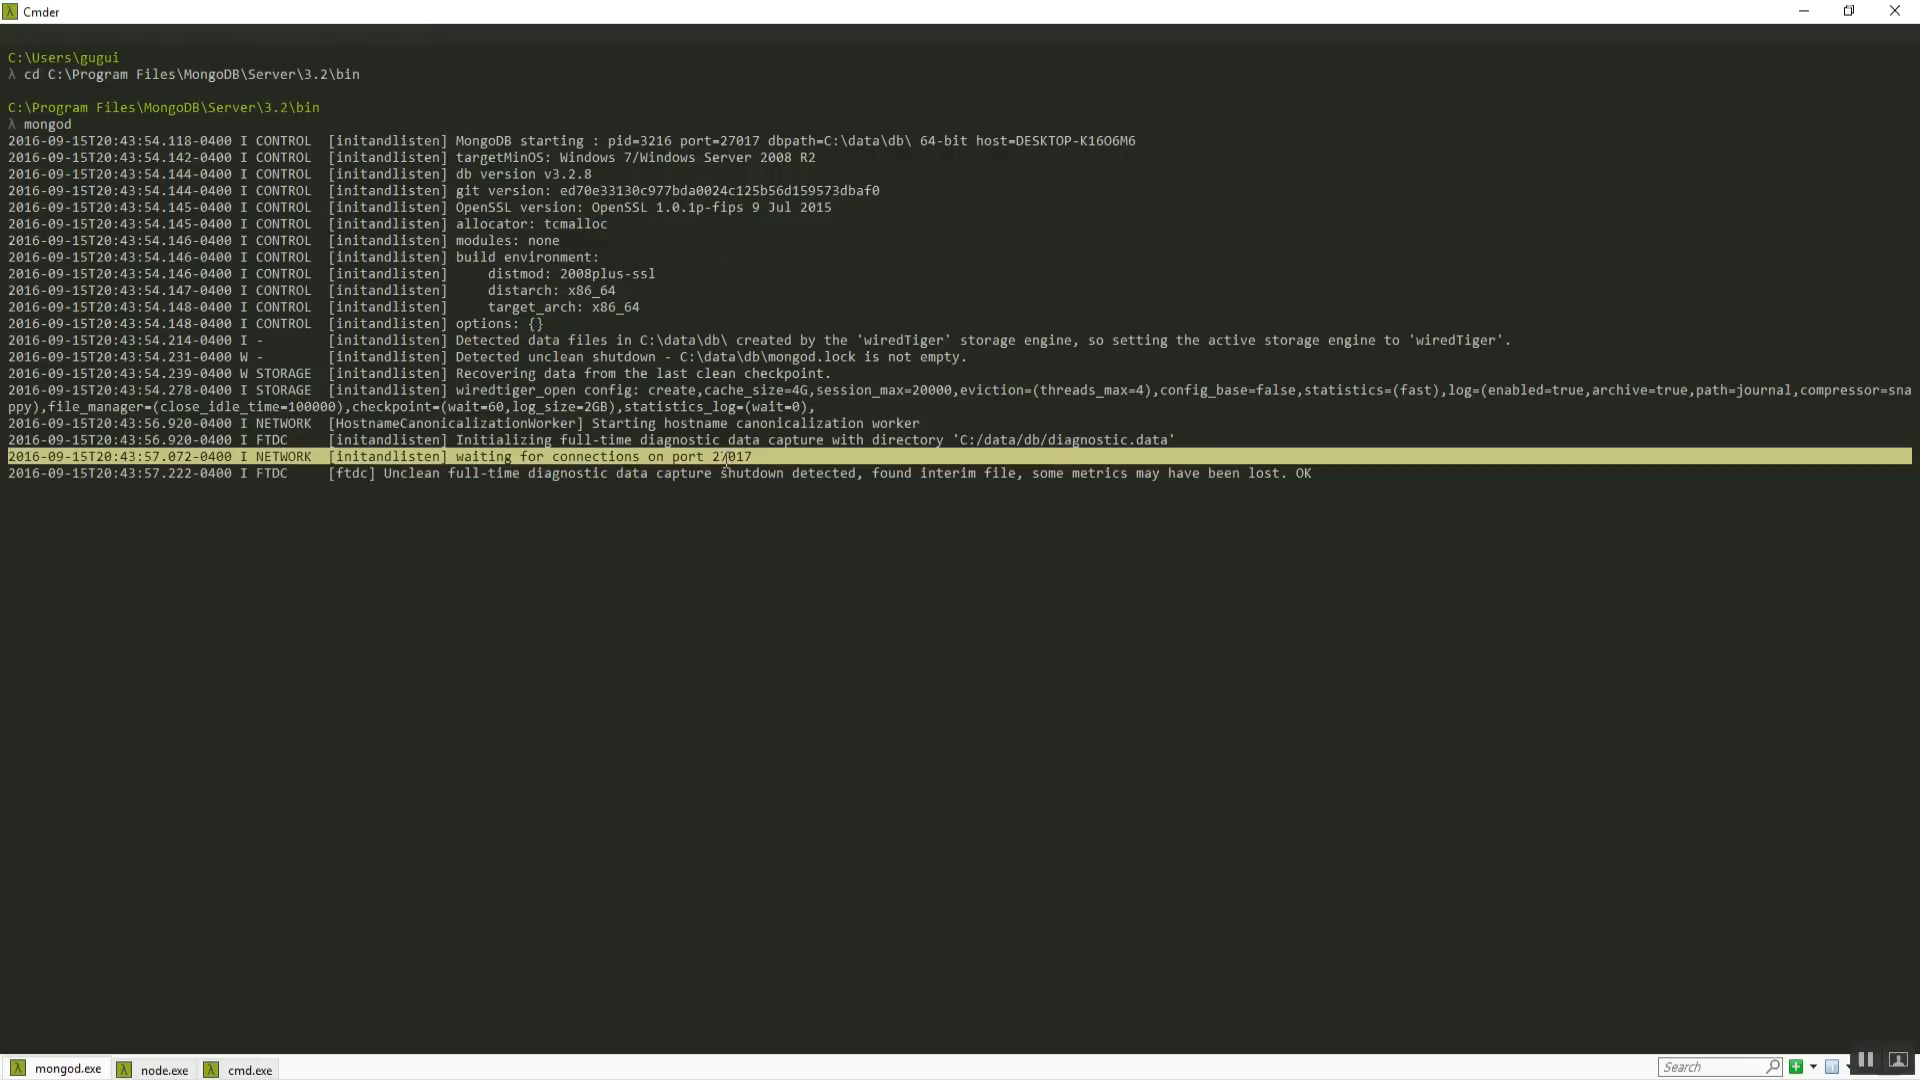 Cmder
C:\Users\gugui
λ cd C:\Program Files\MongoDB\Server\3.2\bin
C:\Program Files\MongoDB\Server\3.2\bin
λ mongod
2016-09-15T20:43:54.118-0400 I CONTROL  [initandlisten] MongoDB starting : pid=3216 port=27017 dbpath=C:\data\db\ 64-bit host=DESKTOP-K16O6M6
2016-09-15T20:43:54.142-0400 I CONTROL  [initandlisten] targetMinOS: Windows 7/Windows Server 2008 R2
2016-09-15T20:43:54.144-0400 I CONTROL  [initandlisten] db version v3.2.8
2016-09-15T20:43:54.144-0400 I CONTROL  [initandlisten] git version: ed70e33130c977bda0024c125b56d159573dbaf0
2016-09-15T20:43:54.145-0400 I CONTROL  [initandlisten] OpenSSL version: OpenSSL 1.0.1p-fips 9 Jul 2015
2016-09-15T20:43:54.145-0400 I CONTROL  [initandlisten] allocator: tcmalloc
2016-09-15T20:43:54.146-0400 I CONTROL  [initandlisten] modules: none
2016-09-15T20:43:54.146-0400 I CONTROL  [initandlisten] build environment:
2016-09-15T20:43:54.146-0400 I CONTROL  [initandlisten]     distmod: 2008plus-ssl
2016-09-15T20:43:54.147-0400 I CONTROL  [initandlisten]     distarch: x86_64
2016-09-15T20:43:54.148-0400 I CONTROL  [initandlisten]     target_arch: x86_64
2016-09-15T20:43:54.148-0400 I CONTROL  [initandlisten] options: {}
2016-09-15T20:43:54.214-0400 I -        [initandlisten] Detected data files in C:\data\db\ created by the 'wiredTiger' storage engine, so setting the active storage engine to 'wiredTiger'.
2016-09-15T20:43:54.231-0400 W -        [initandlisten] Detected unclean shutdown - C:\data\db\mongod.lock is not empty.
2016-09-15T20:43:54.239-0400 W STORAGE  [initandlisten] Recovering data from the last clean checkpoint.
2016-09-15T20:43:54.278-0400 I STORAGE  [initandlisten] wiredtiger_open config: create,cache_size=4G,session_max=20000,eviction=(threads_max=4),config_base=false,statistics=(fast),log=(enabled=true,archive=true,path=journal,compressor=sna
ppy),file_manager=(close_idle_time=100000),checkpoint=(wait=60,log_size=2GB),statistics_log=(wait=0),
2016-09-15T20:43:56.920-0400 I NETWORK  [HostnameCanonicalizationWorker] Starting hostname canonicalization worker
2016-09-15T20:43:56.920-0400 I FTDC     [initandlisten] Initializing full-time diagnostic data capture with directory 'C:/data/db/diagnostic.data'
2016-09-15T20:43:57.072-0400 I NETWORK  [initandlisten] waiting for connections on port 27017
2016-09-15T20:43:57.222-0400 I FTDC     [ftdc] Unclean full-time diagnostic data capture shutdown detected, found interim file, some metrics may have been lost. OK
mongod.exe node.exe cmd.exe Search